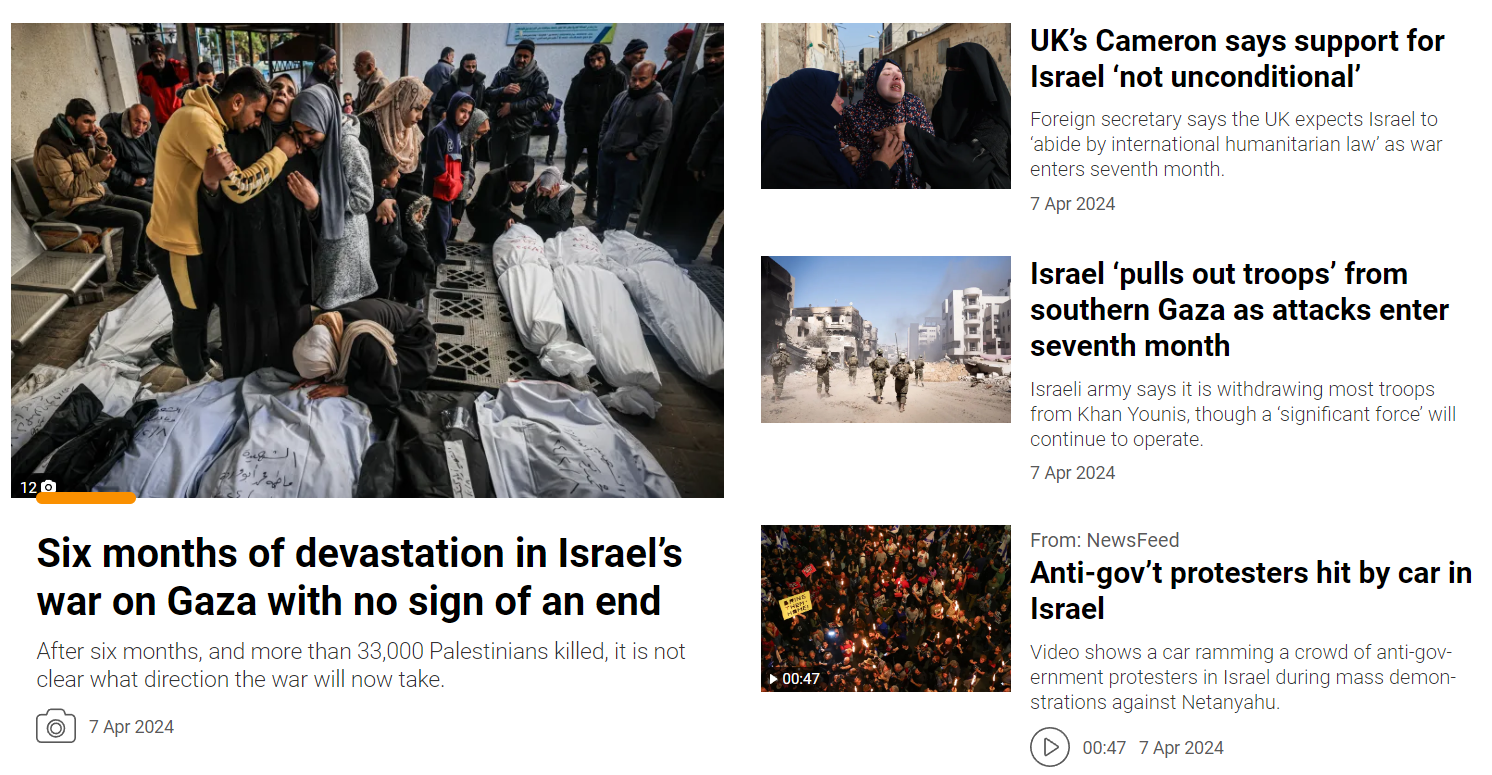 12
Six months of devastation in Israel’s
war on Gaza with no sign of an end
After six months, and more than 33,000 Palestinians killed, it is not
clear what direction the war will now take.
7 Apr 2024
UK’s Cameron says support for
Israel ‘not unconditional’
Foreign secretary says the UK expects Israel to
‘abide by international humanitarian law’ as war
enters seventh month.
7 Apr 2024
Israel ‘pulls out troops’ from
southern Gaza as attacks enter
seventh month
Israeli army says it is withdrawing most troops
from Khan Younis, though a ‘significant force’ will
continue to operate.
7 Apr 2024
BRING
THEM
HOME!
00:47
From: NewsFeed
Anti-gov’t protesters hit by car in
Israel
Video shows a car ramming a crowd of anti-gov-
ernment protesters in Israel during mass demon-
strations against Netanyahu.
00:47 7 Apr 2024